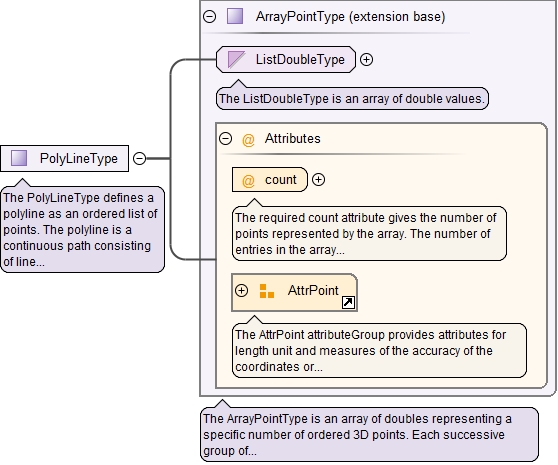 ArrayPointType (extension base)
ListDoubleType
The ListDoubleType is an array of double values.
@ Attributes
@ count
The required count attribute gives the number of
points represented by the array. The number of
entries in the array...
AttrPoint
The AttrPoint attributeGroup provides attributes for
length unit and measures of the accuracy of the
coordinates or...
PolyLineType
The PolyLineType defines a
polyline as an ordered list of
points. The polyline is a
continuous path consisting
of line...
The ArrayPointType is an array of doubles representing a
specific number of ordered 3D points. Each successive
group of...